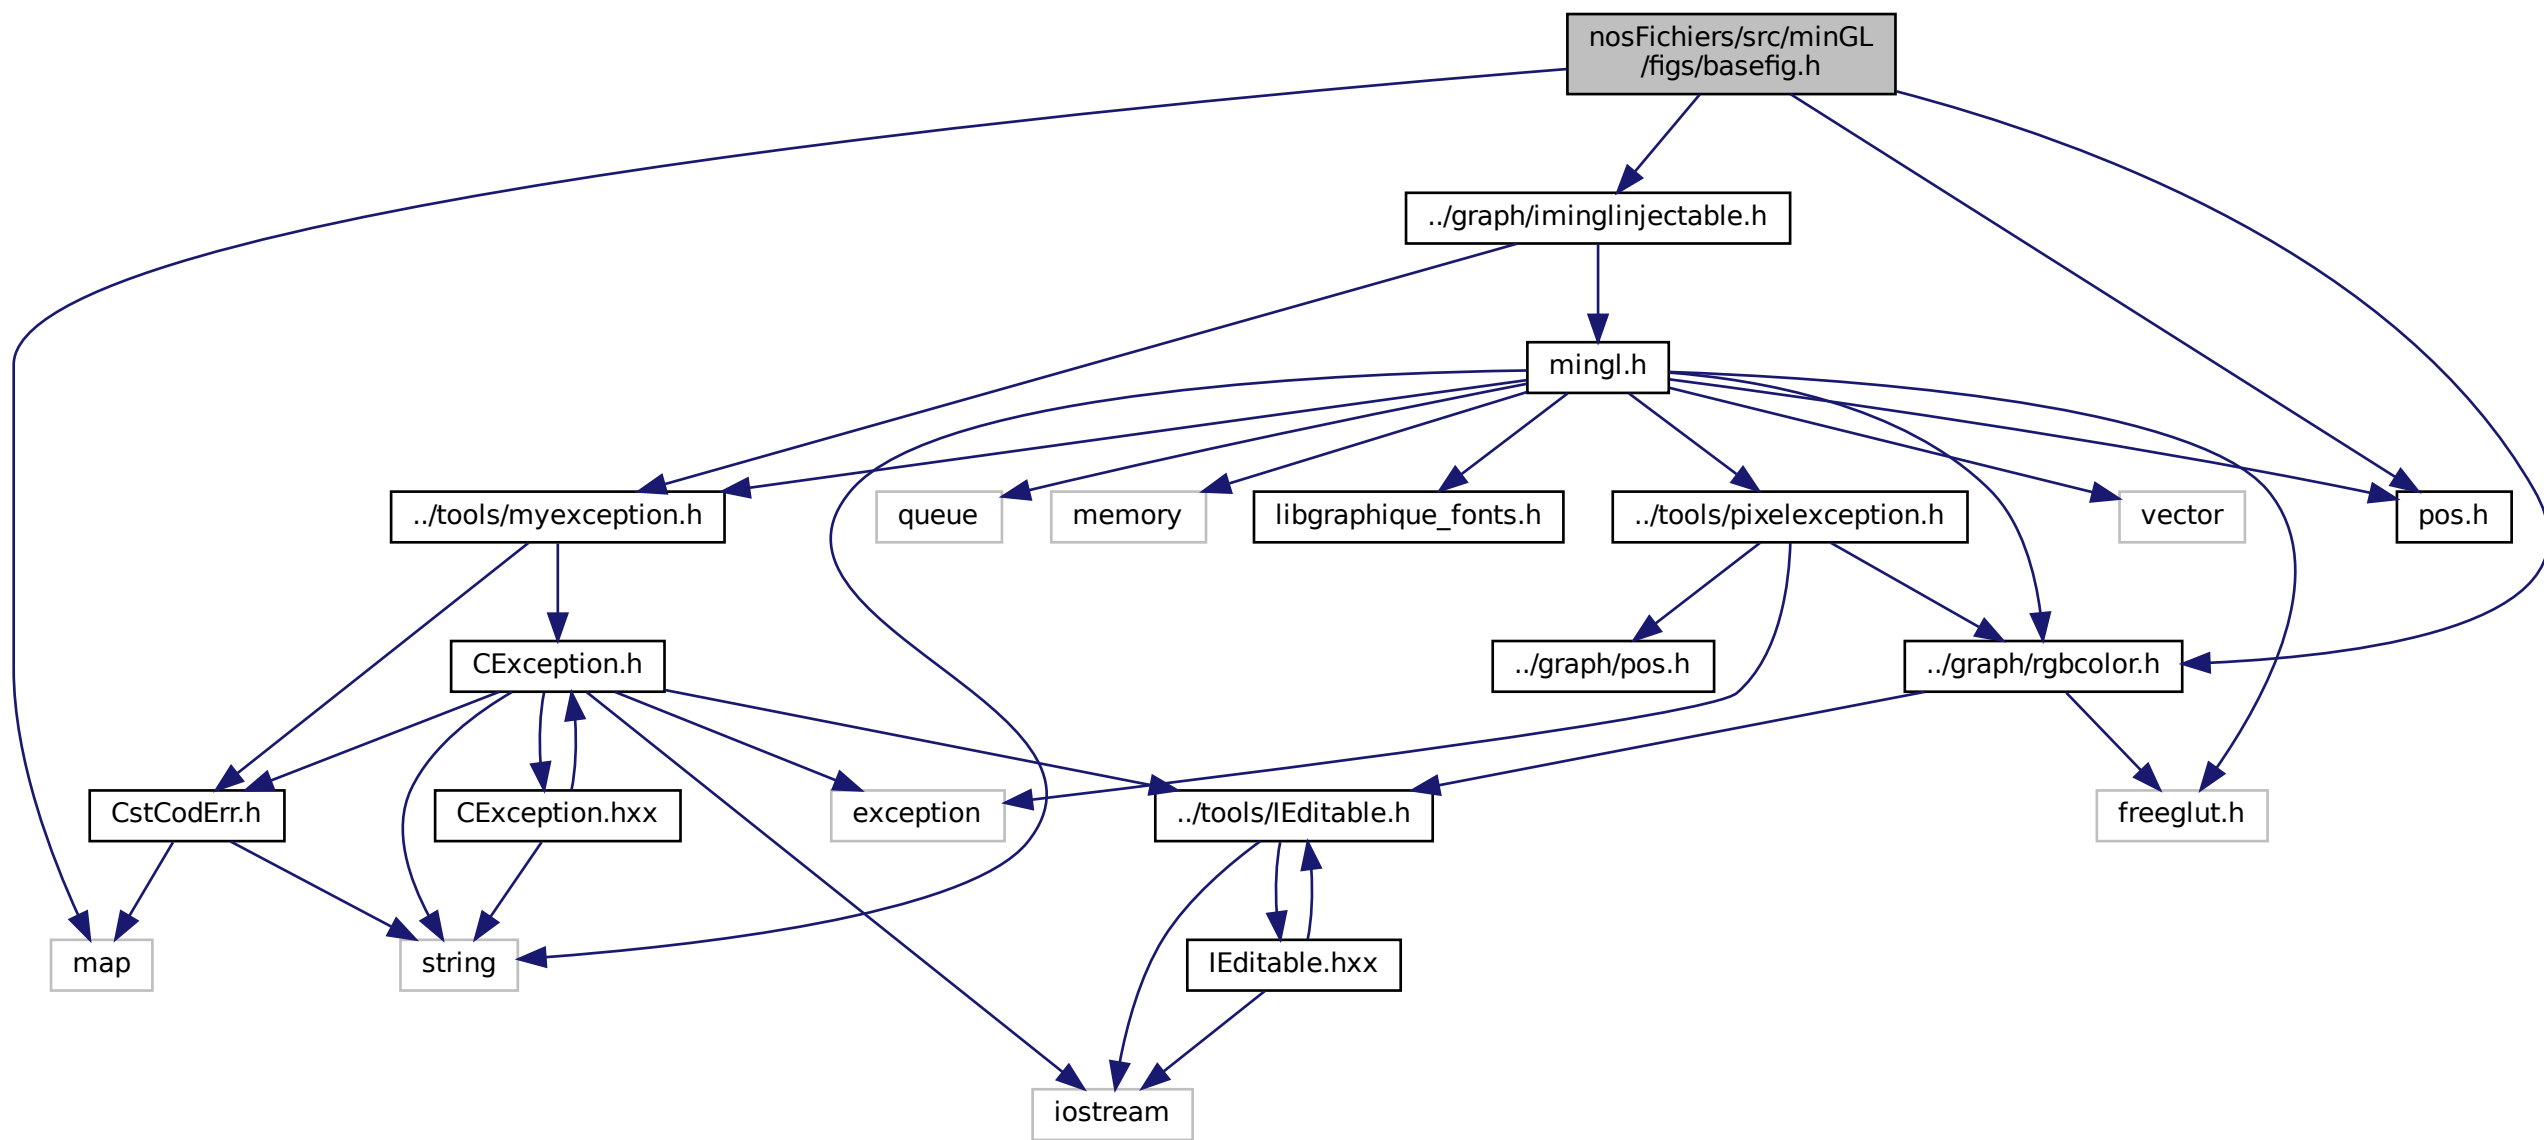 nosFichiers/src/minGL
/figs/basefig.h
../graph/iminglinjectable.h
mingl.h
../tools/myexception.h
queue
memory
libgraphique_fonts.h
../tools/pixelexception.h
vector
pos.h
CException.h
../graph/pos.h
../graph/rgbcolor.h
CstCodErr.h
CException.hxx
exception
../tools/IEditable.h
freeglut.h
map
string
IEditable.hxx
iostream